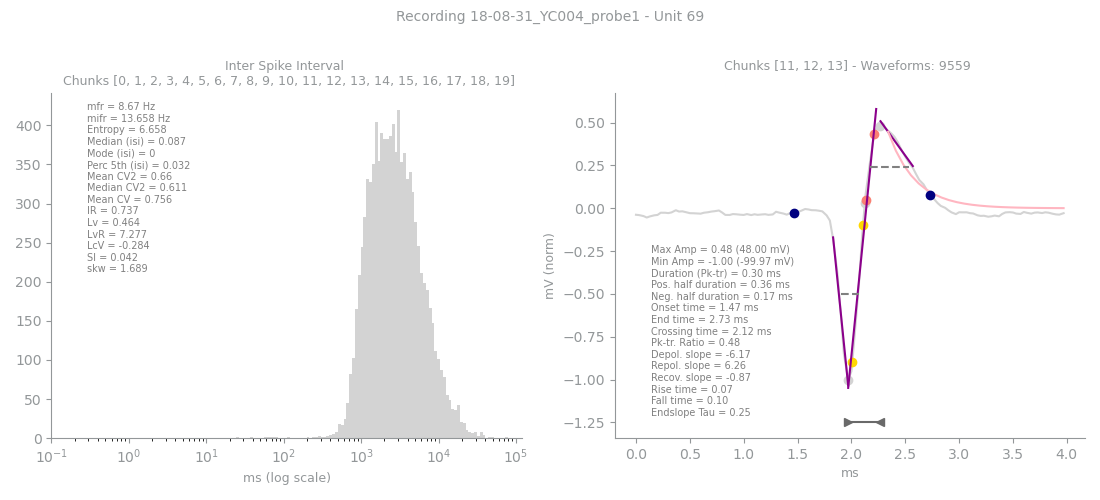 Recording 18-08-31_YC004_probe1 - Unit 69
Inter Spike Interval
Chunks [0, 1, 2, 3, 4, 5, 6, 7, 8, 9, 10, 11, 12, 13, 14, 15, 16, 17, 18, 19]
mfr = 8.67 Hz
mifr = 13.658 Hz
Entropy = 6.658
Median (isi) = 0.087
Mode (isi) = 0
Perc 5th (isi) = 0.032
Mean CV2 = 0.66
Median CV2 = 0.611
Mean CV = 0.756
IR = 0.737
Lv = 0.464
LvR = 7.277
LcV = -0.284
SI = 0.042
skw = 1.689
400
350
300
250
200
150
100
50
0
10⁻¹ 10⁰ 10¹ 10² 10³ 10⁴ 10⁵
ms (log scale)
Chunks [11, 12, 13] - Waveforms: 9559
mV (norm)
0.50
0.25
0.00
−0.25
−0.50
−0.75
−1.00
−1.25
Max Amp = 0.48 (48.00 mV)
Min Amp = -1.00 (-99.97 mV)
Duration (Pk-tr) = 0.30 ms
Pos. half duration = 0.36 ms
Neg. half duration = 0.17 ms
Onset time = 1.47 ms
End time = 2.73 ms
Crossing time = 2.12 ms
Pk-tr. Ratio = 0.48
Depol. slope = -6.17
Repol. slope = 6.26
Recov. slope = -0.87
Rise time = 0.07
Fall time = 0.10
Endslope Tau = 0.25
0.0 0.5 1.0 1.5 2.0 2.5 3.0 3.5 4.0
ms